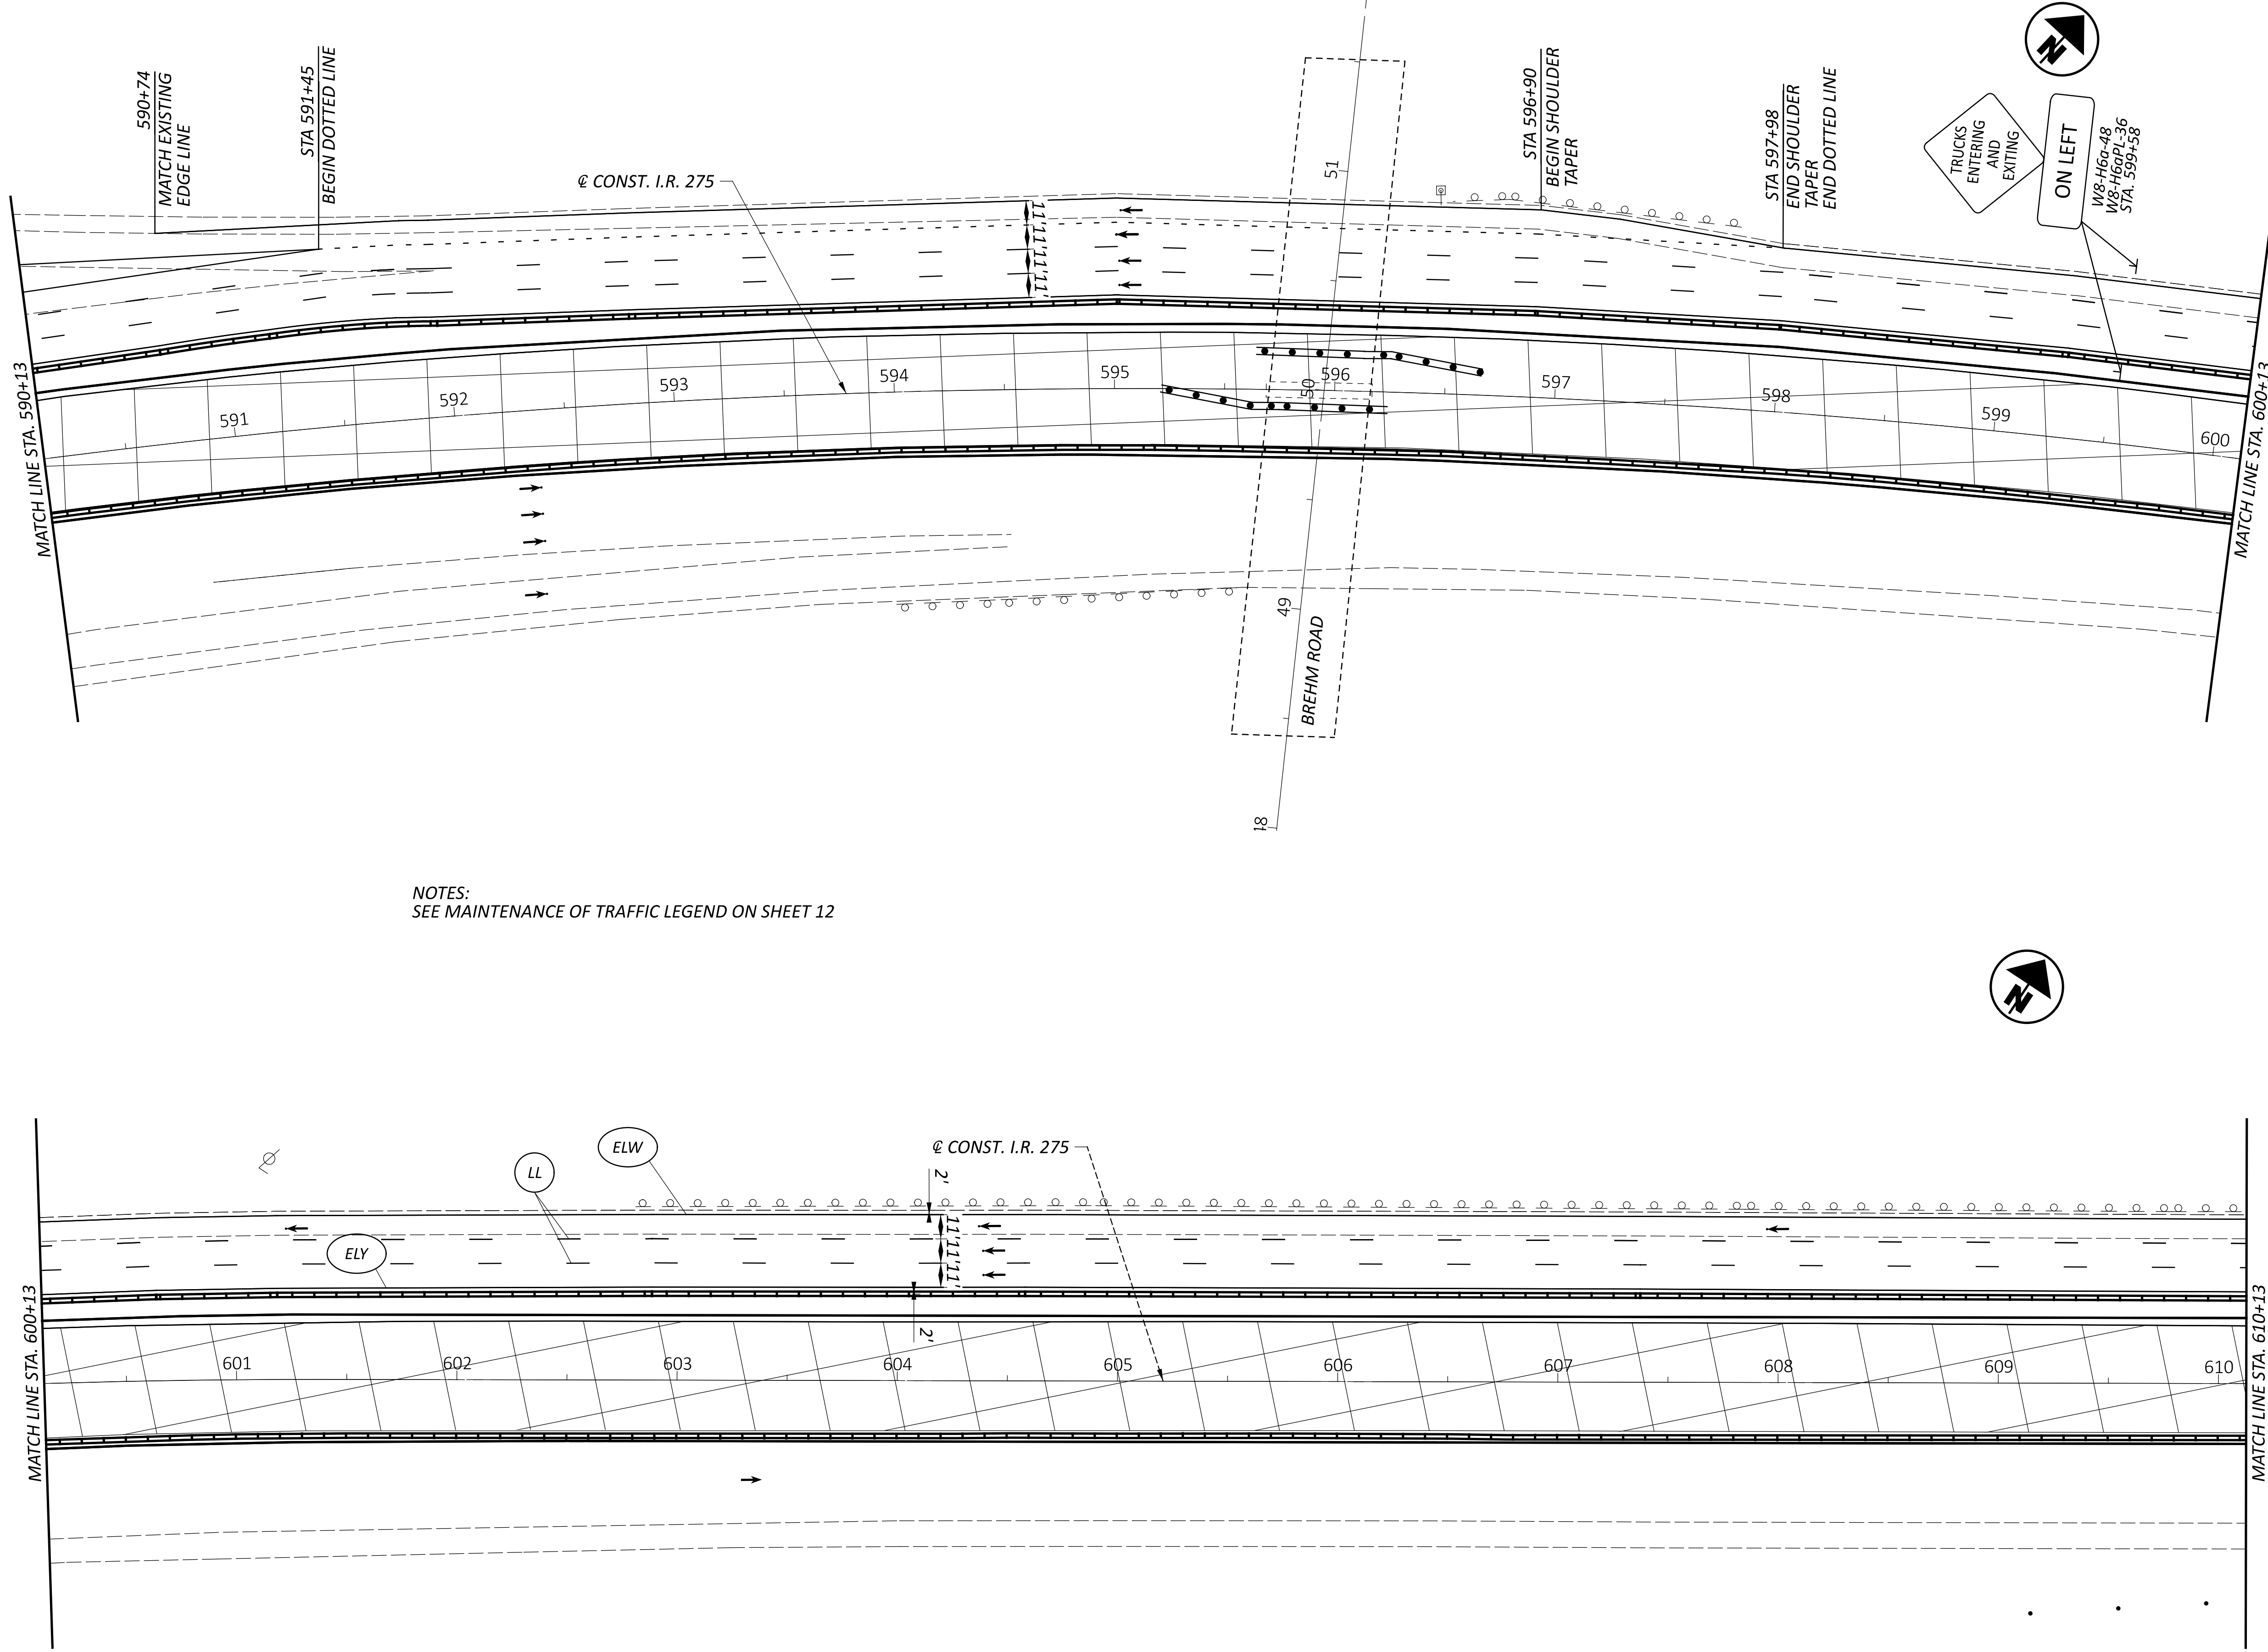 590+74
MATCH EXISTING
EDGE LINE
STA 591+45
BEGIN DOTTED LINE
℄ CONST. I.R. 275
STA 596+90
BEGIN SHOULDER
TAPER
STA 597+98
END SHOULDER
TAPER
END DOTTED LINE
N
TRUCKS
ENTERING
AND
EXITING
ON LEFT
W8-H6a-48
W8-H6aPL-36
STA. 599+58
11'
11'
11'
11'
51
50
49
48
BREHM ROAD
591
592
593
594
595
596
597
598
599
600
MATCH LINE STA. 590+13
MATCH LINE STA. 600+13
NOTES:
SEE MAINTENANCE OF TRAFFIC LEGEND ON SHEET 12
N
ELW
LL
ELY
℄ CONST. I.R. 275
2'
11'
11'
11'
2'
601
602
603
604
605
606
607
608
609
610
MATCH LINE STA. 600+13
MATCH LINE STA. 610+13